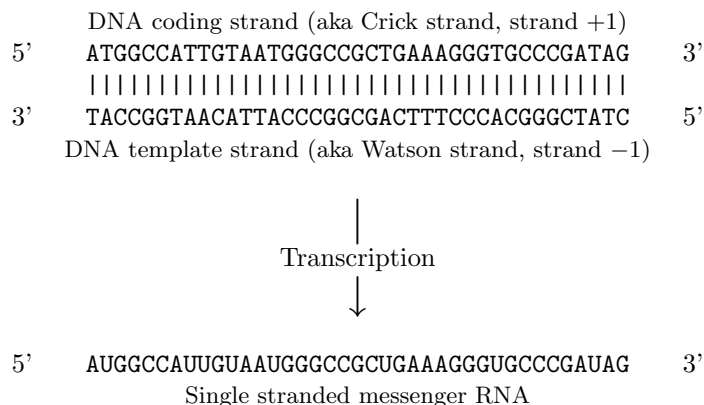 DNA coding strand (aka Crick strand, strand +1)
5’ ATGGCCATTGTAATGGGCCGCTGAAAGGGTGCCCGATAG 3’
|||||||||||||||||||||||||||||||||||||||
3’ TACCGGTAACATTACCCGGCGACTTTCCCACGGGCTATC 5’
DNA template strand (aka Watson strand, strand −1)
Transcription
5’ AUGGCCAUUGUAAUGGGCCGCUGAAAGGGUGCCCGAUAG 3’
Single stranded messenger RNA